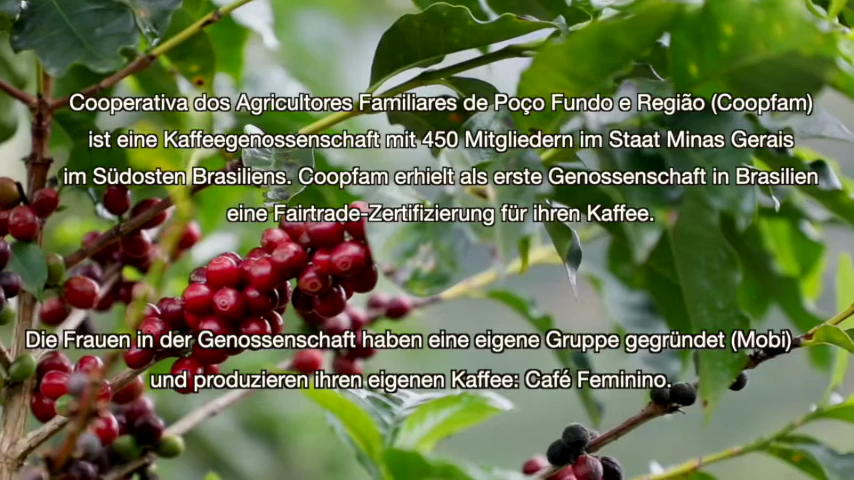 Cooperativa dos Agricultores Familiares de Poço Fundo e Região (Coopfam)
ist eine Kaffeegenossenschaft mit 450 Mitgliedern im Staat Minas Gerais
im Südosten Brasiliens. Coopfam erhielt als erste Genossenschaft in Brasilien
eine Fairtrade-Zertifizierung für ihren Kaffee.
Die Frauen in der Genossenschaft haben eine eigene Gruppe gegründet (Mobi)
und produzieren ihren eigenen Kaffee: Café Feminino.